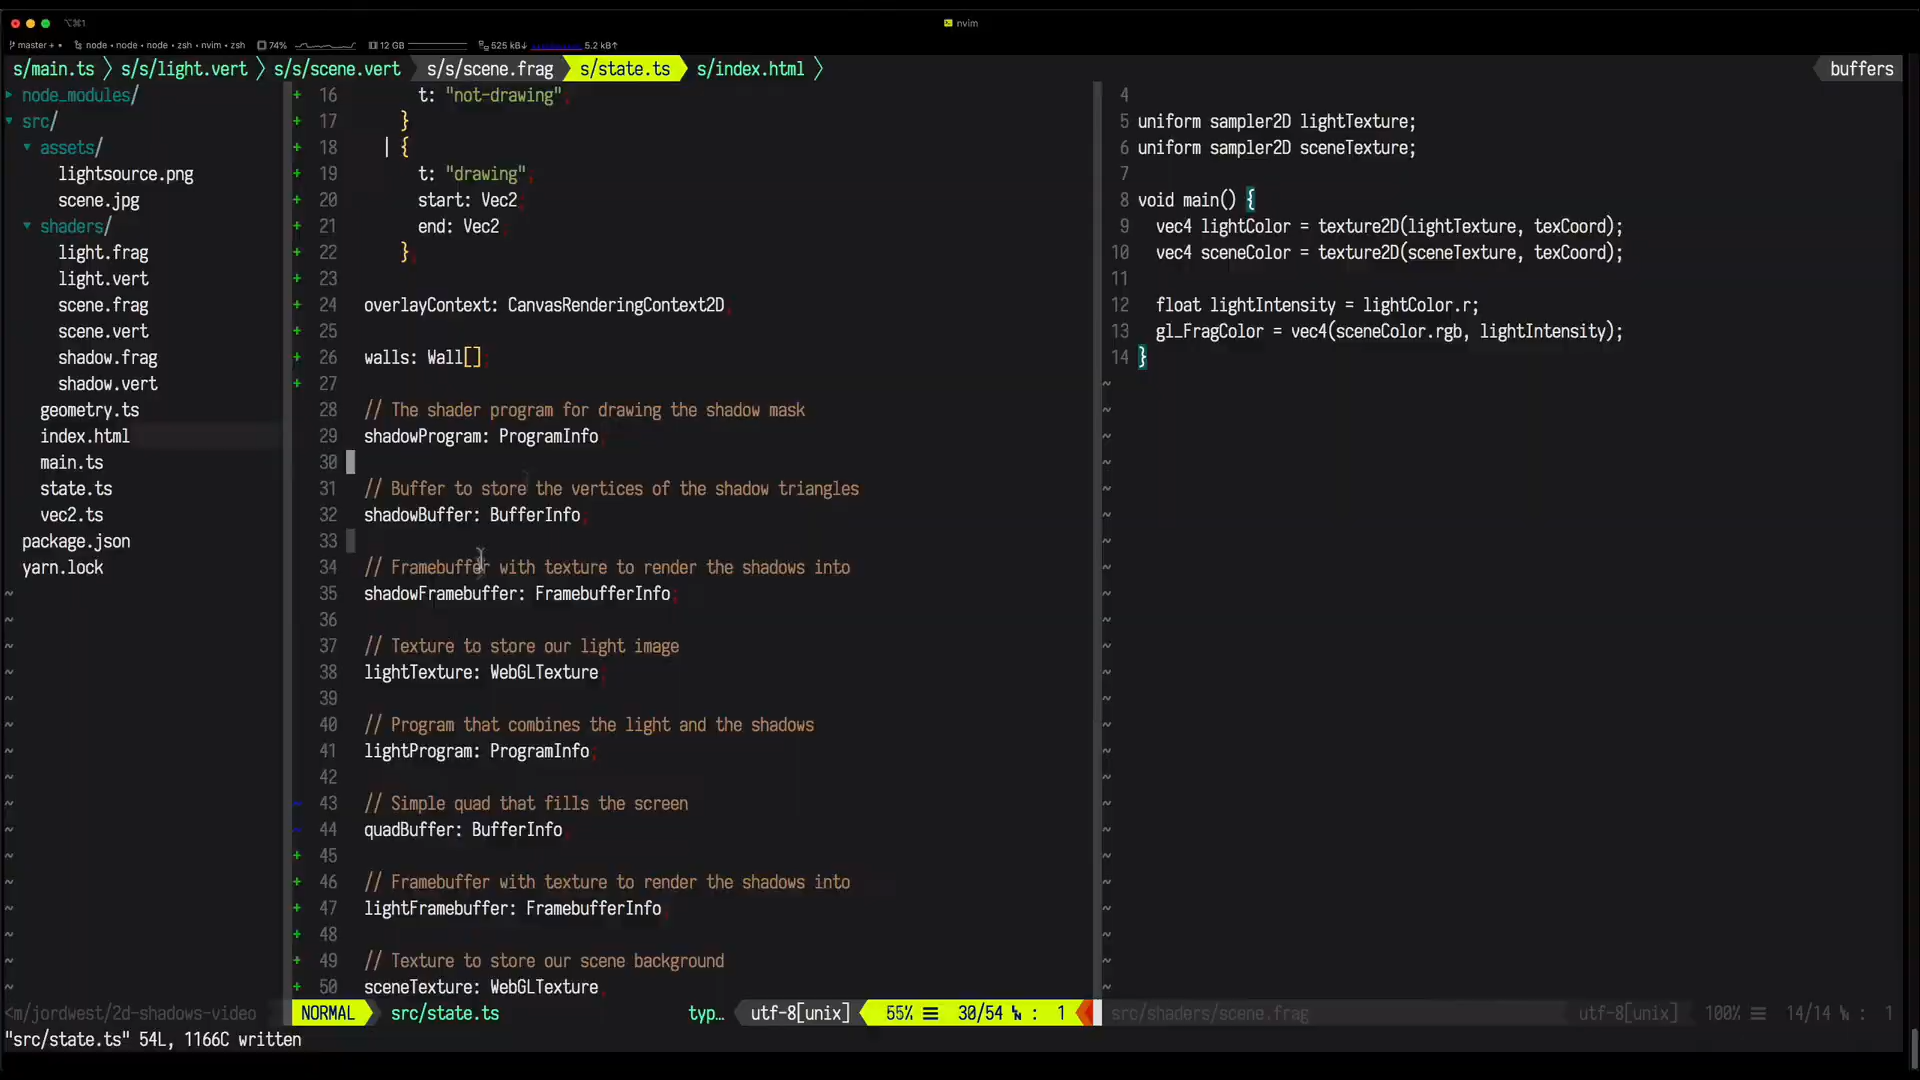 ⌥⌘1
nvim
master + •
node • node • node • zsh • nvim • zsh
74%
12 GB
525 kB↓
5.2 kB↑
s/main.ts
s/s/light.vert
s/s/scene.vert
s/s/scene.frag
s/state.ts
s/index.html
buffers
node_modules/
src/
assets/
lightsource.png
scene.jpg
shaders/
light.frag
light.vert
scene.frag
scene.vert
shadow.frag
shadow.vert
geometry.ts
index.html
main.ts
state.ts
vec2.ts
package.json
yarn.lock
+ 16 t: "not-drawing",
+ 17 }
+ 18 | {
+ 19 t: "drawing",
+ 20 start: Vec2,
+ 21 end: Vec2
+ 22 },
+ 23
+ 24 overlayContext: CanvasRenderingContext2D,
+ 25
+ 26 walls: Wall[]
+ 27
28 // The shader program for drawing the shadow mask
29 shadowProgram: ProgramInfo;
30
31 // Buffer to store the vertices of the shadow triangles
32 shadowBuffer: BufferInfo;
33
34 // Framebuffer with texture to render the shadows into
35 shadowFramebuffer: FramebufferInfo;
36
37 // Texture to store our light image
38 lightTexture: WebGLTexture;
39
40 // Program that combines the light and the shadows
41 lightProgram: ProgramInfo;
42
43 // Simple quad that fills the screen
44 quadBuffer: BufferInfo
+ 45
+ 46 // Framebuffer with texture to render the shadows into
+ 47 lightFramebuffer: FramebufferInfo
+ 48
+ 49 // Texture to store our scene background
+ 50 sceneTexture: WebGLTexture,
4
5 uniform sampler2D lightTexture;
6 uniform sampler2D sceneTexture;
7
8 void main() {
9 vec4 lightColor = texture2D(lightTexture, texCoord);
10 vec4 sceneColor = texture2D(sceneTexture, texCoord);
11
12 float lightIntensity = lightColor.r;
13 gl_FragColor = vec4(sceneColor.rgb, lightIntensity);
14 }
<m/jordwest/2d-shadows-video
NORMAL
src/state.ts
typ…
utf-8[unix]
55% ☰ 30/54 ㏑ : 1
src/shaders/scene.frag
utf-8[unix]
100% ☰ 14/14 ㏑ : 1
"src/state.ts" 54L, 1166C written